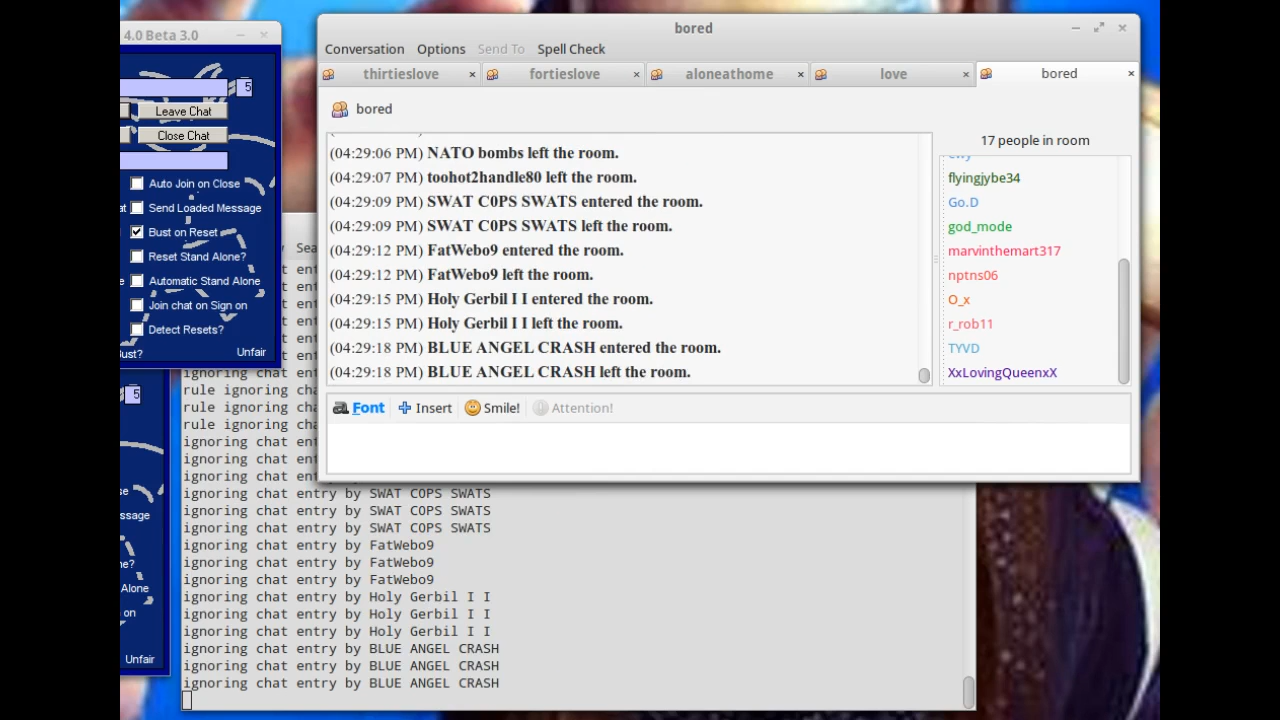 4.0 Beta 3.0
5
Leave Chat
Close Chat
Auto Join on Close
Send Loaded Message
Bust on Reset
Reset Stand Alone?
Automatic Stand Alone
Join chat on Sign on
Detect Resets?
Unfair
5
Alone
on
Unfair
bored
Conversation Options Send To Spell Check
thirtieslove fortieslove aloneathome love bored
bored
(04:29:06 PM) NATO bombs left the room.
(04:29:07 PM) toohot2handle80 left the room.
(04:29:09 PM) SWAT C0PS SWATS entered the room.
(04:29:09 PM) SWAT C0PS SWATS left the room.
(04:29:12 PM) FatWebo9 entered the room.
(04:29:12 PM) FatWebo9 left the room.
(04:29:15 PM) Holy Gerbil I I entered the room.
(04:29:15 PM) Holy Gerbil I I left the room.
(04:29:18 PM) BLUE ANGEL CRASH entered the room.
(04:29:18 PM) BLUE ANGEL CRASH left the room.
17 people in room
flyingjybe34
Go.D
god_mode
marvinthemart317
nptns06
O_x
r_rob11
TYVD
XxLovingQueenxX
Font Insert Smile! Attention!
ignoring chat
rule ignoring
rule ignoring
rule ignoring
ignoring chat
ignoring chat
ignoring chat
ignoring chat entry by SWAT C0PS SWATS
ignoring chat entry by SWAT C0PS SWATS
ignoring chat entry by SWAT C0PS SWATS
ignoring chat entry by FatWebo9
ignoring chat entry by FatWebo9
ignoring chat entry by FatWebo9
ignoring chat entry by Holy Gerbil I I
ignoring chat entry by Holy Gerbil I I
ignoring chat entry by Holy Gerbil I I
ignoring chat entry by BLUE ANGEL CRASH
ignoring chat entry by BLUE ANGEL CRASH
ignoring chat entry by BLUE ANGEL CRASH